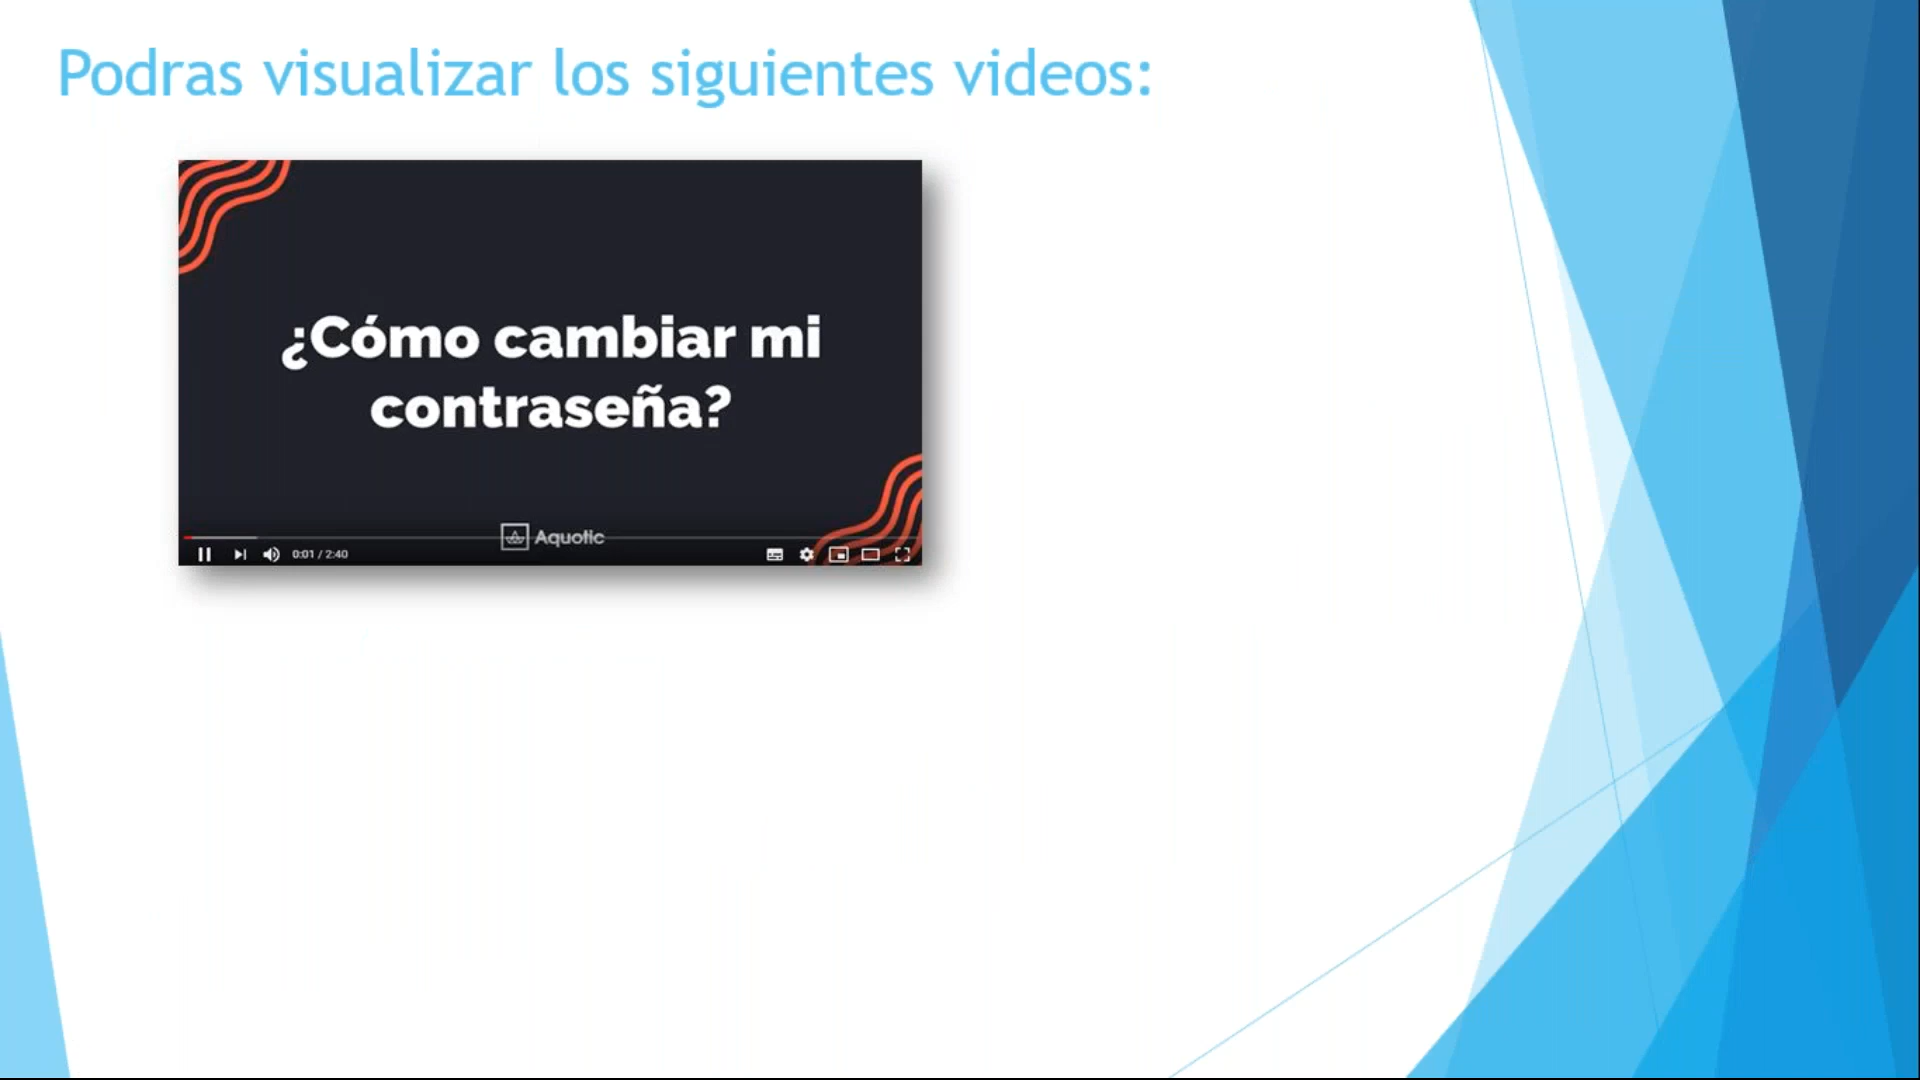 Podras visualizar los siguientes videos:
¿Cómo cambiar mi
contraseña?
Aquotic
0:01 / 2:40